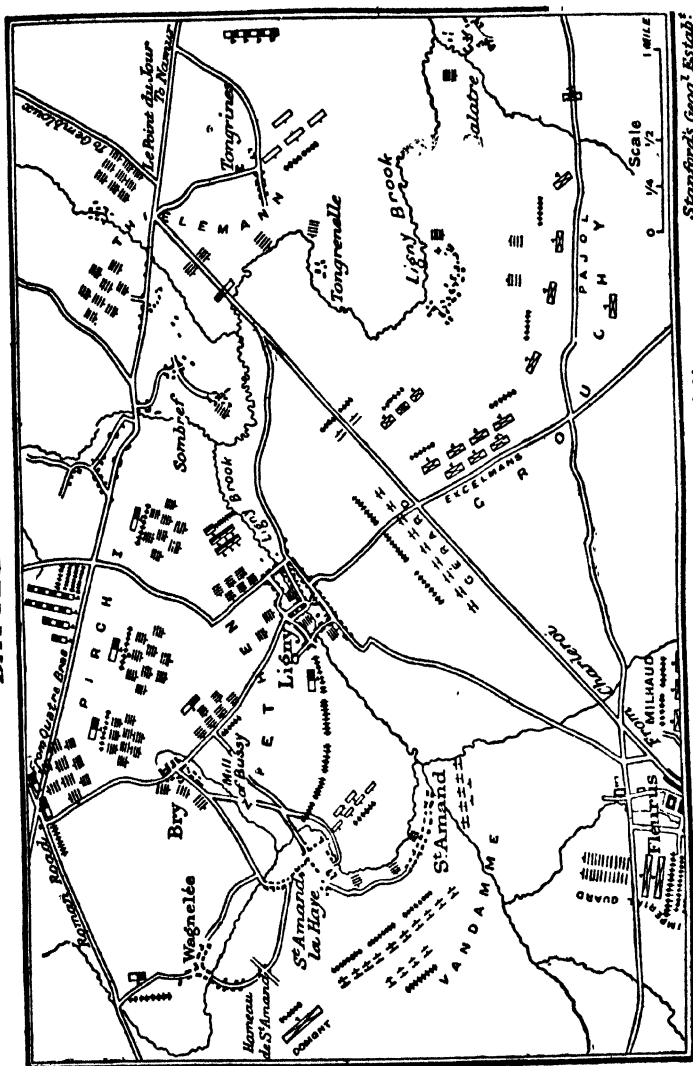 To Gembloux
Le Point du Jour
To Namur
Tongrines
THIELEMANN
Tongrenelle
Ligny Brook
Sombref
Ligny Brook
From Quatre Bras
Roman Road
PIRCH I
ZIETHEN
Bry
Mill of Bussy
Ligny
Wagnelée
St Amand la Haye
Hameau de St Amand
St Amand
DOMONT
VANDAMME
GERARD
EXCELMANS
GROUCHY
PAJOL
From Charleroi
MILHAUD
Fleurus
IMPERIAL GUARD
Scale
0 1/4 1/2 1 MILE
Stanford's Geog.l Estab.t